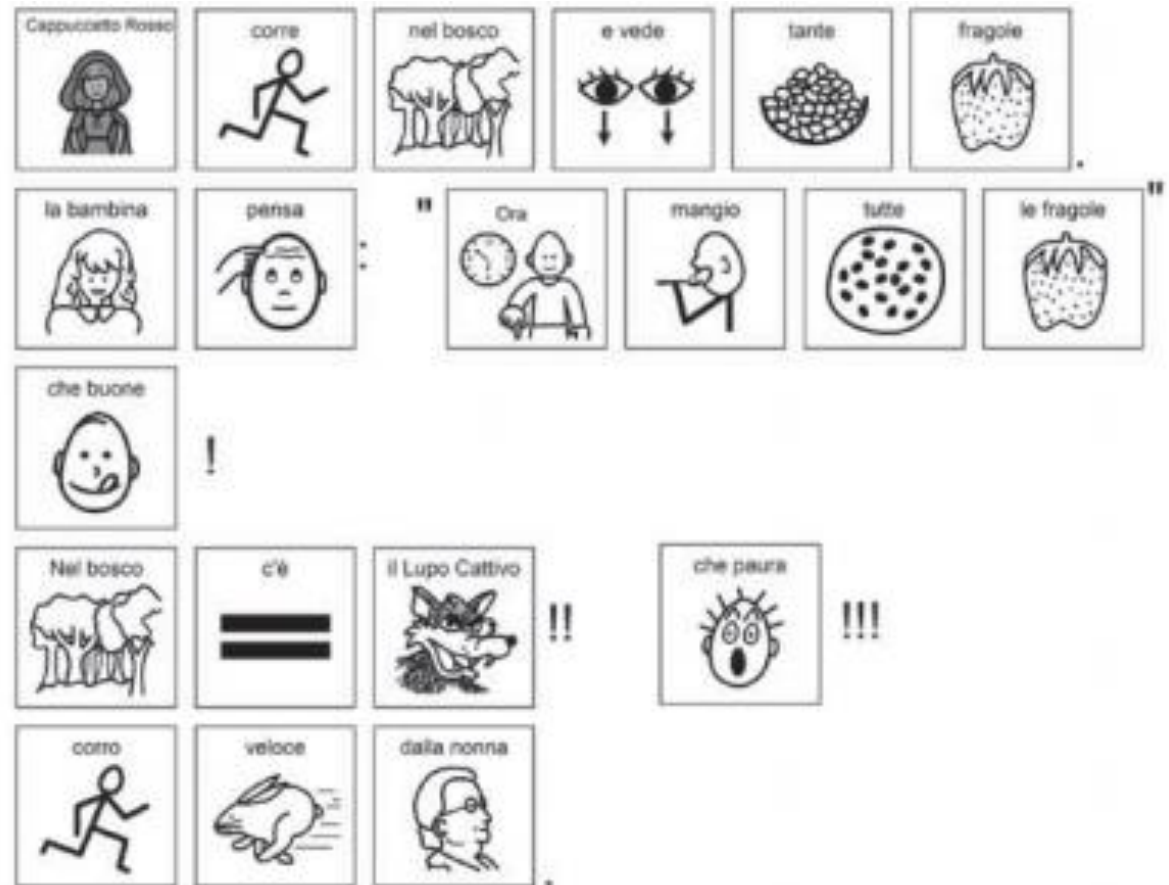 Cappuccetto Rosso corre nel bosco e vede tante fragole.
la bambina pensa: "Ora mangio tutte le fragole"
che buone!
Nel bosco c'è il Lupo Cattivo!! che paura!!!
corro veloce dalla nonna.